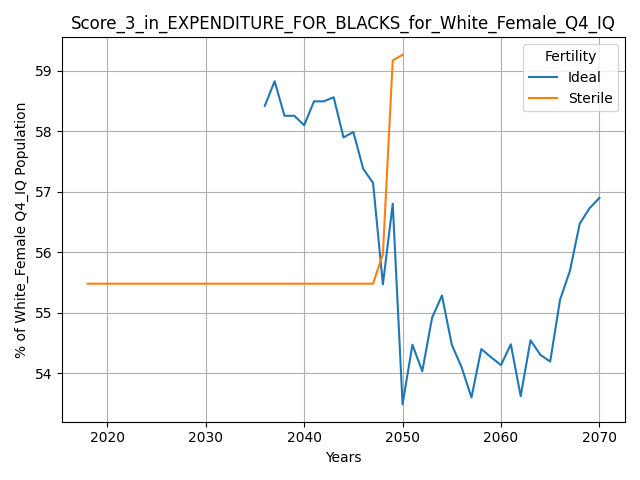 Score_3_in_EXPENDITURE_FOR_BLACKS_for_White_Female_Q4_IQ
% of White_Female Q4_IQ Population
59
58
57
56
55
54
Fertility
Ideal
Sterile
2020 2030 2040 2050 2060 2070
Years